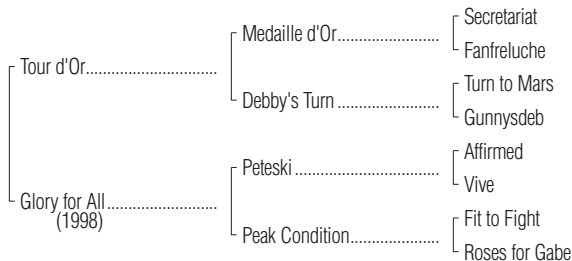 Secretariat
Medaille d'Or.......................
Fanfreluche
Tour d'Or.............................
Turn to Mars
Debby's Turn .......................
Gunnysdeb
Affirmed
Peteski ................................
Vive
Glory for All........................
(1998)
Fit to Fight
Peak Condition....................
Roses for Gabe